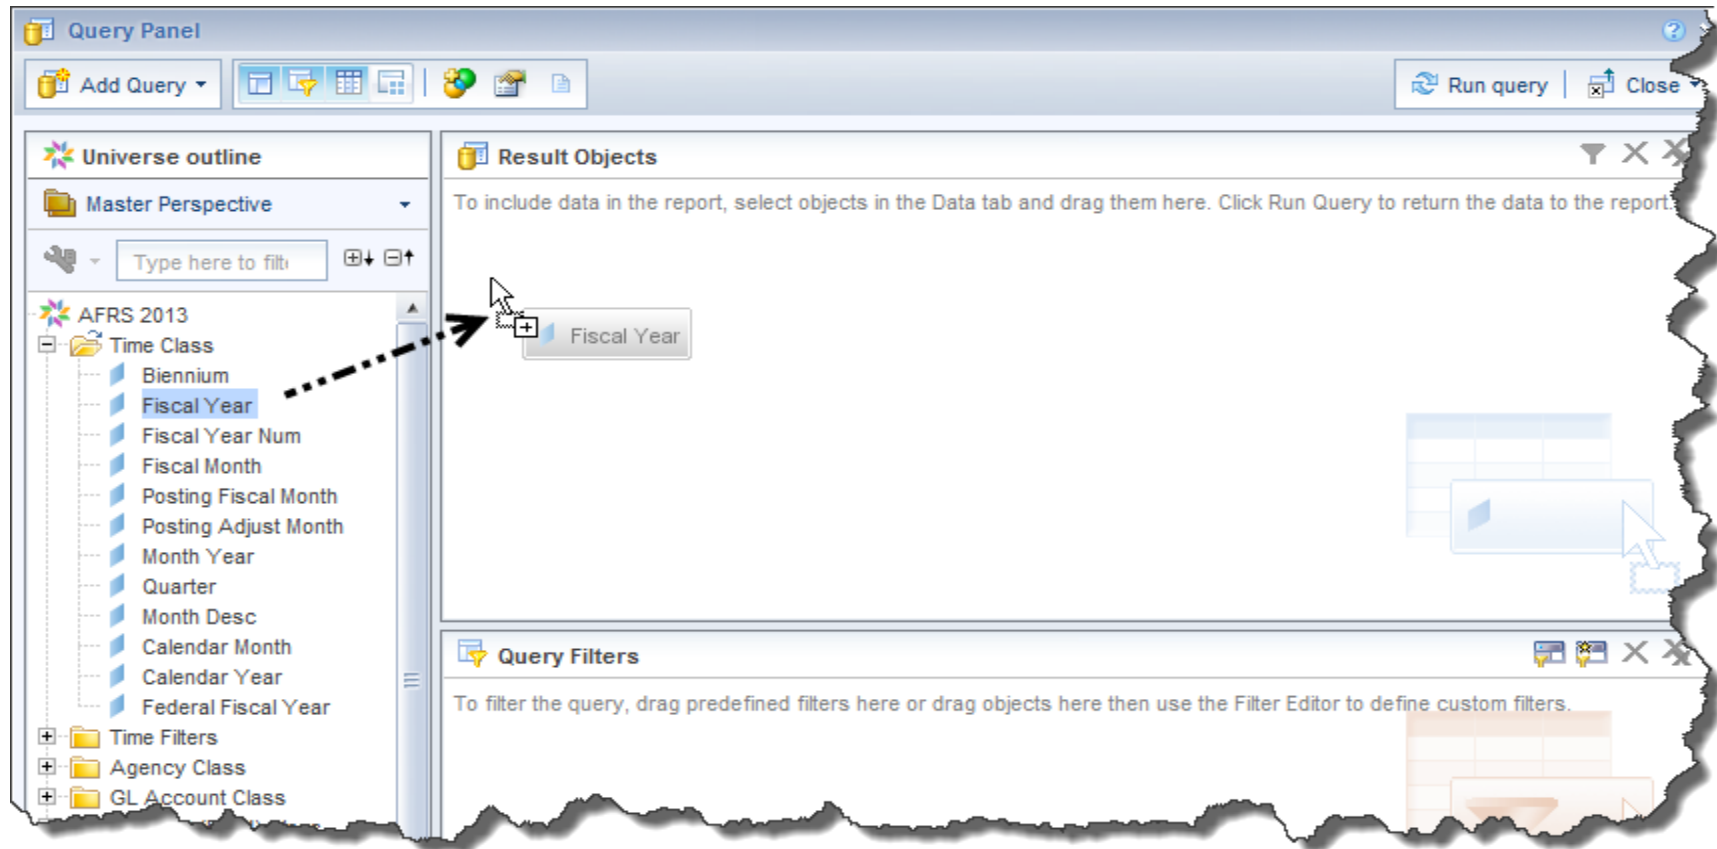 Query Panel
Add Query
Run query
Close
Universe outline
Master Perspective
Type here to filt
AFRS 2013
Time Class
Biennium
Fiscal Year
Fiscal Year Num
Fiscal Month
Posting Fiscal Month
Posting Adjust Month
Month Year
Quarter
Month Desc
Calendar Month
Calendar Year
Federal Fiscal Year
Time Filters
Agency Class
GL Account Class
Result Objects
To include data in the report, select objects in the Data tab and drag them here. Click Run Query to return the data to the report.
Fiscal Year
Query Filters
To filter the query, drag predefined filters here or drag objects here then use the Filter Editor to define custom filters.